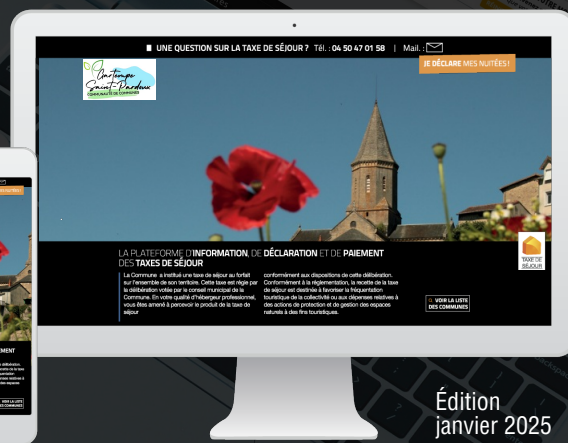 UNE QUESTION SUR LA TAXE DE SÉJOUR ? Tél. : 04 50 47 01 58 | Mail. :
JE DÉCLARE MES NUITÉES !
Gartempe
Saint-Pardoux
COMMUNAUTÉ DE COMMUNES
LA PLATEFORME D'INFORMATION, DE DÉCLARATION ET DE PAIEMENT
DES TAXES DE SÉJOUR
La Commune a institué une taxe de séjour au forfait
sur l'ensemble de son territoire. Cette taxe est régie par
la délibération votée par le conseil municipal de la
Commune. En votre qualité d'hébergeur professionnel,
vous êtes amené à percevoir le produit de la taxe de
séjour
conformément aux dispositions de cette délibération.
Conformément à la réglementation, la recette de la taxe
de séjour est destinée à favoriser la fréquentation
touristique de la collectivité ou aux dépenses relatives à
des actions de protection et de gestion des espaces
naturels à des fins touristiques.
TAXE DE
SÉJOUR
VOIR LA LISTE
DES COMMUNES
Édition
janvier 2025